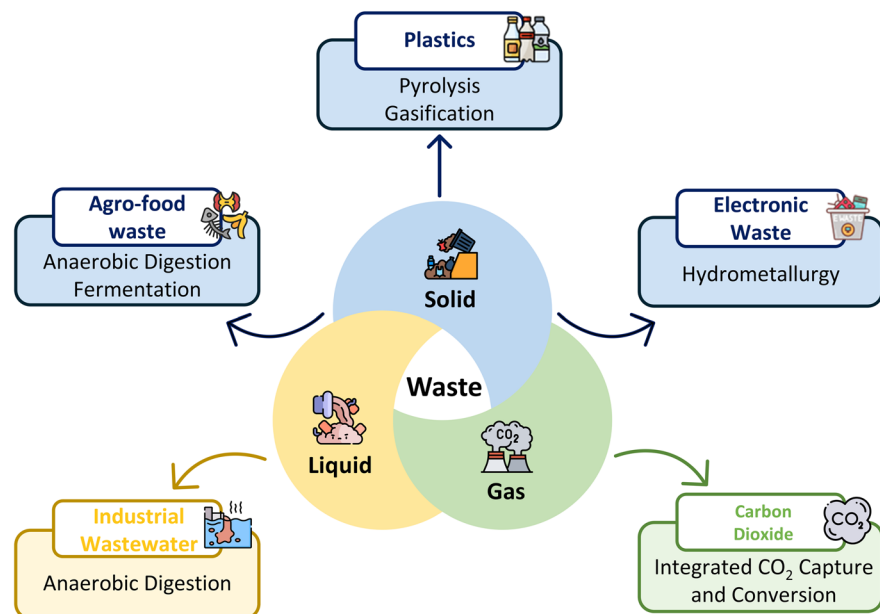 Plastics
Pyrolysis
Gasification
Agro-food
waste
Anaerobic Digestion
Fermentation
Electronic
Waste
E WASTE
Hydrometallurgy
Solid
Waste
Liquid
CO₂
Gas
Industrial
Wastewater
Anaerobic Digestion
Carbon
Dioxide
CO₂
Integrated CO₂ Capture
and Conversion